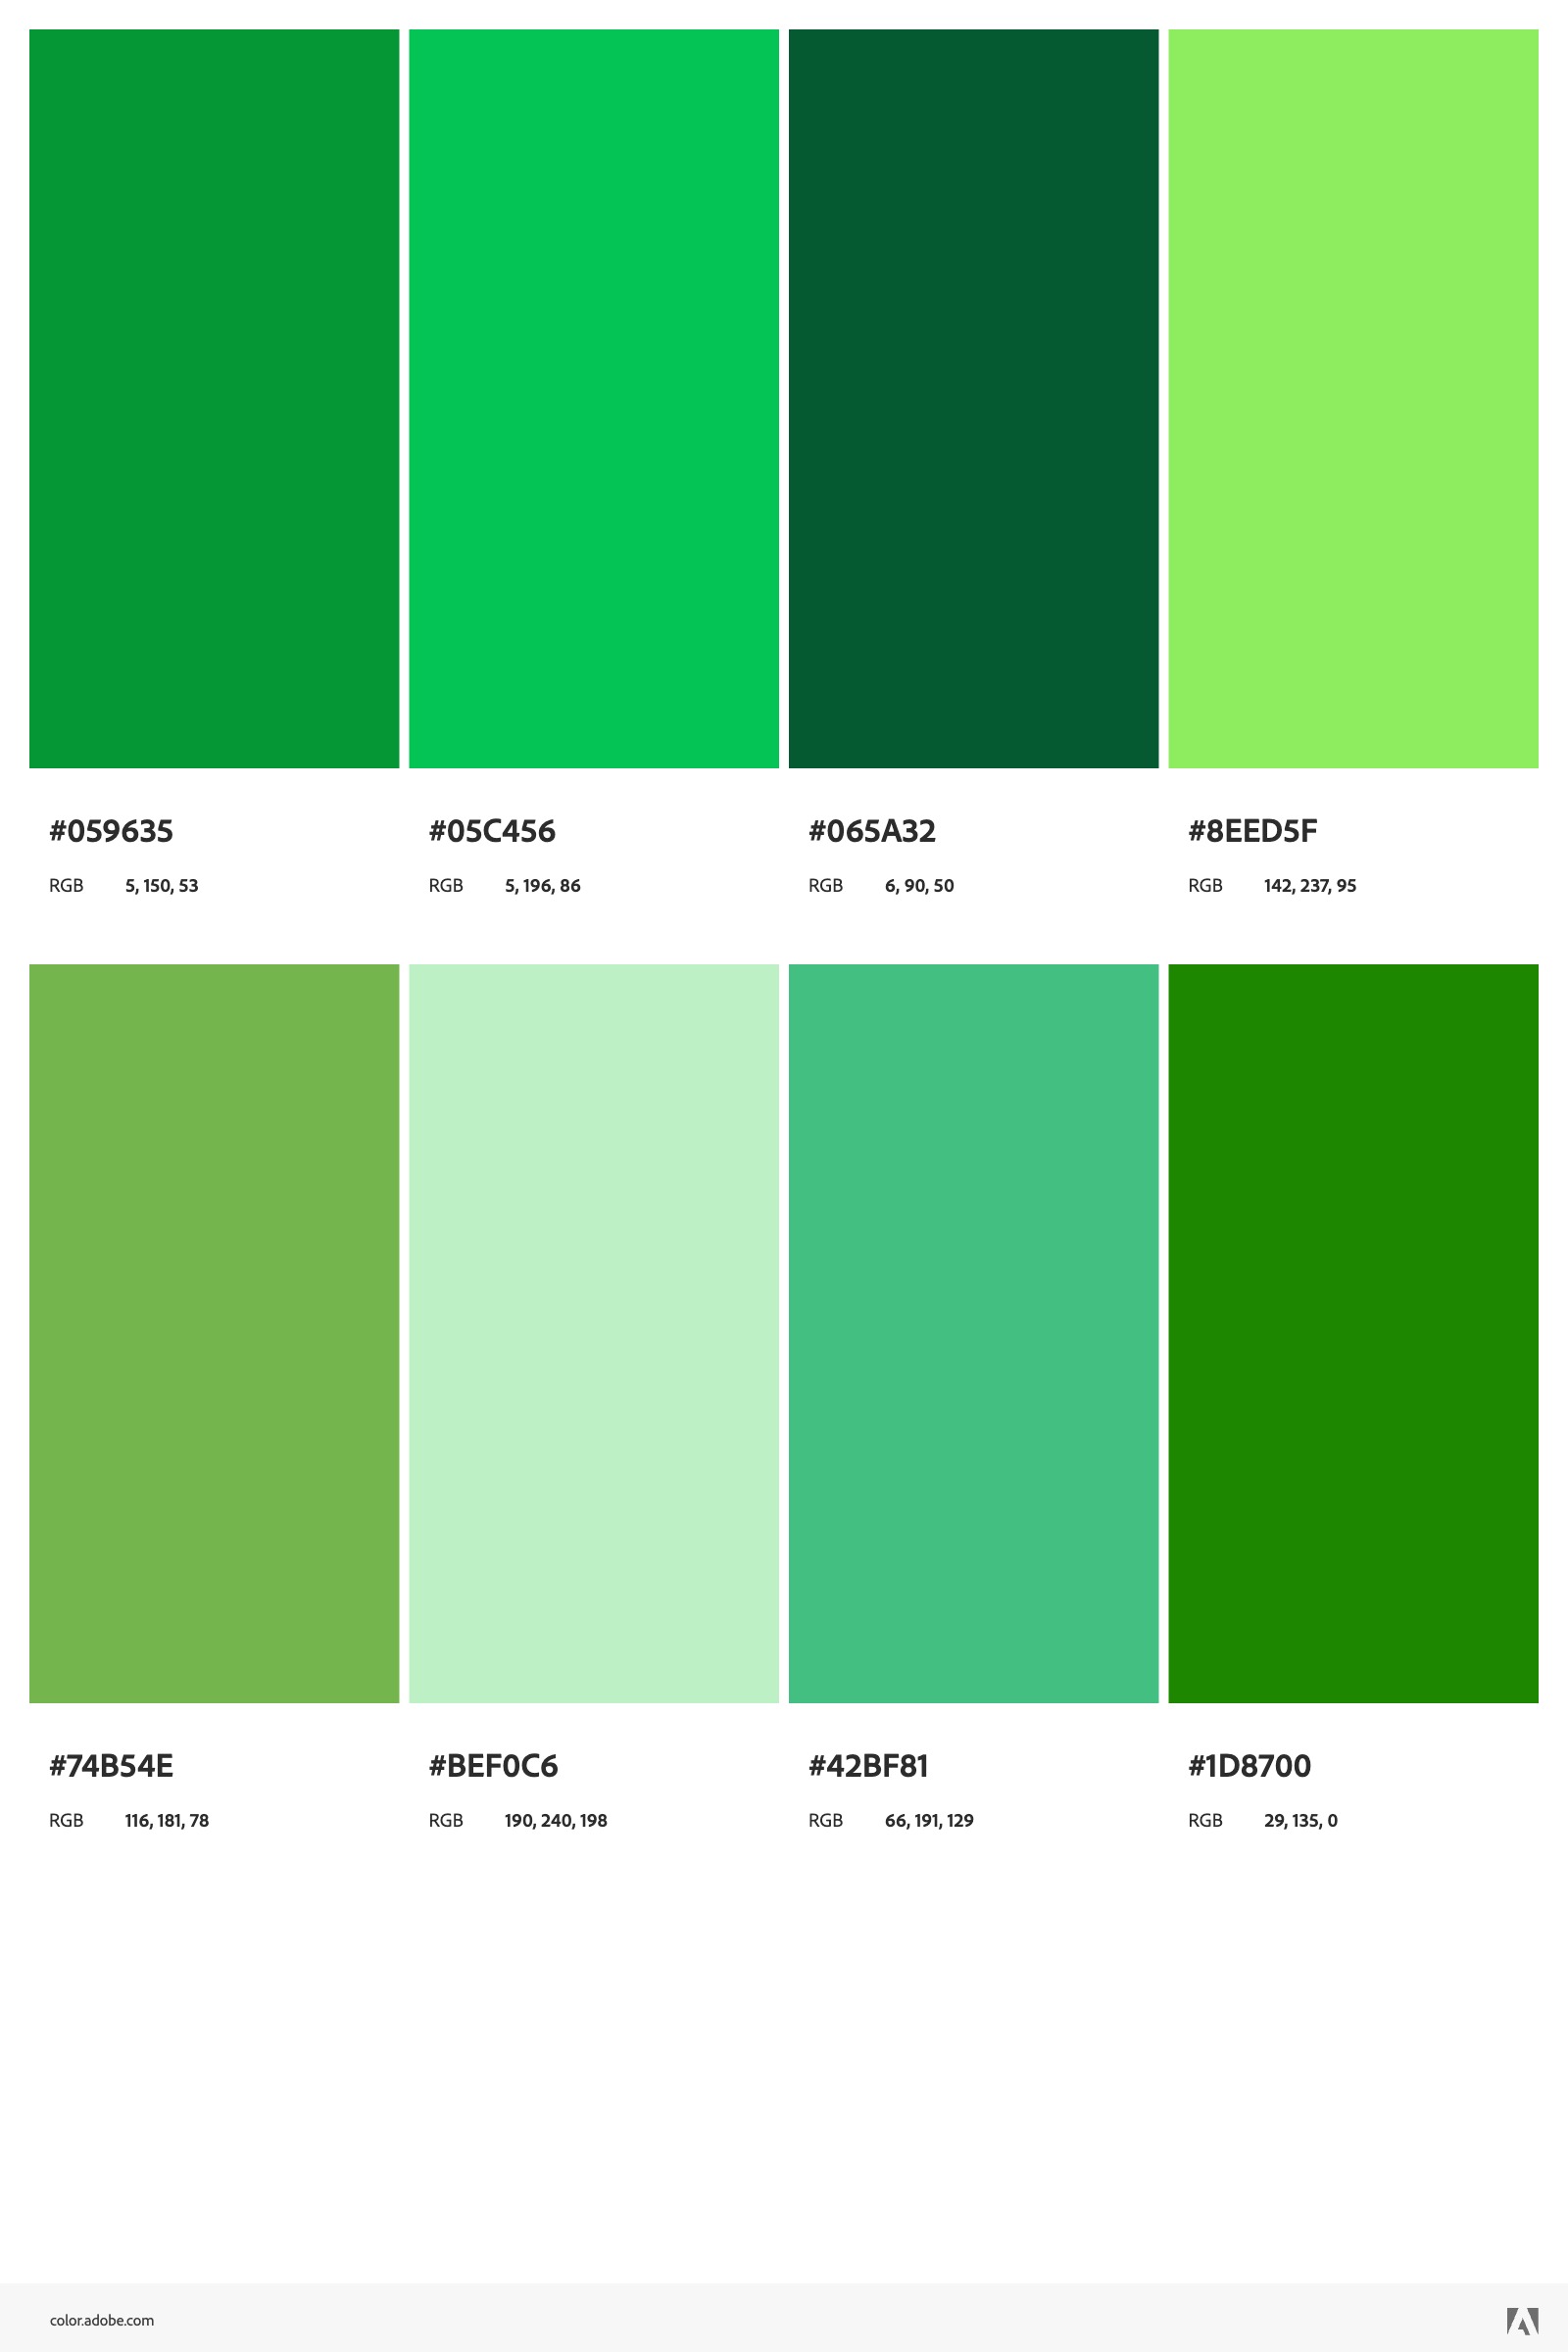 #059635 #05C456 #065A32 #8EED5F
RGB 5, 150, 53 RGB 5, 196, 86 RGB 6, 90, 50 RGB 142, 237, 95
#74B54E #BEF0C6 #42BF81 #1D8700
RGB 116, 181, 78 RGB 190, 240, 198 RGB 66, 191, 129 RGB 29, 135, 0
color.adobe.com